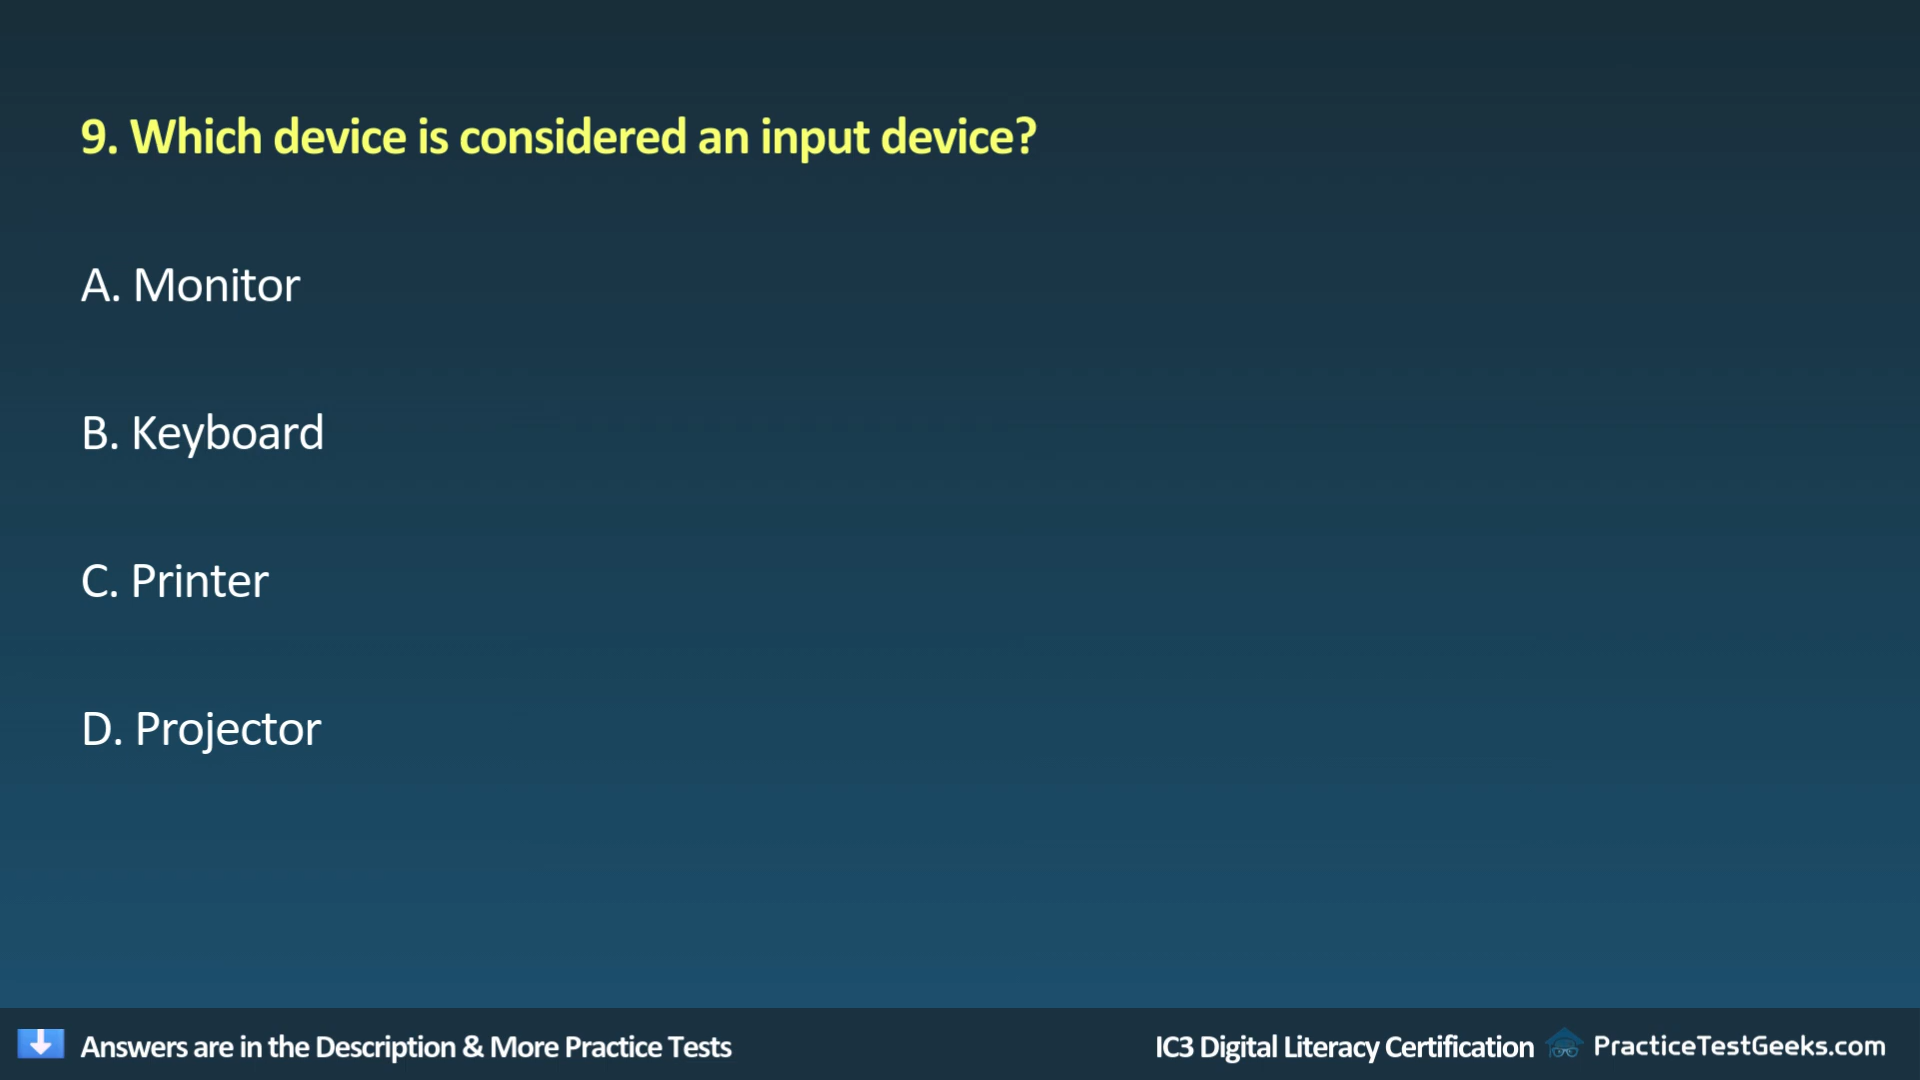 9. Which device is considered an input device?
A. Monitor
B. Keyboard
C. Printer
D. Projector
Answers are in the Description & More Practice Tests
IC3 Digital Literacy Certification PracticeTestGeeks.com